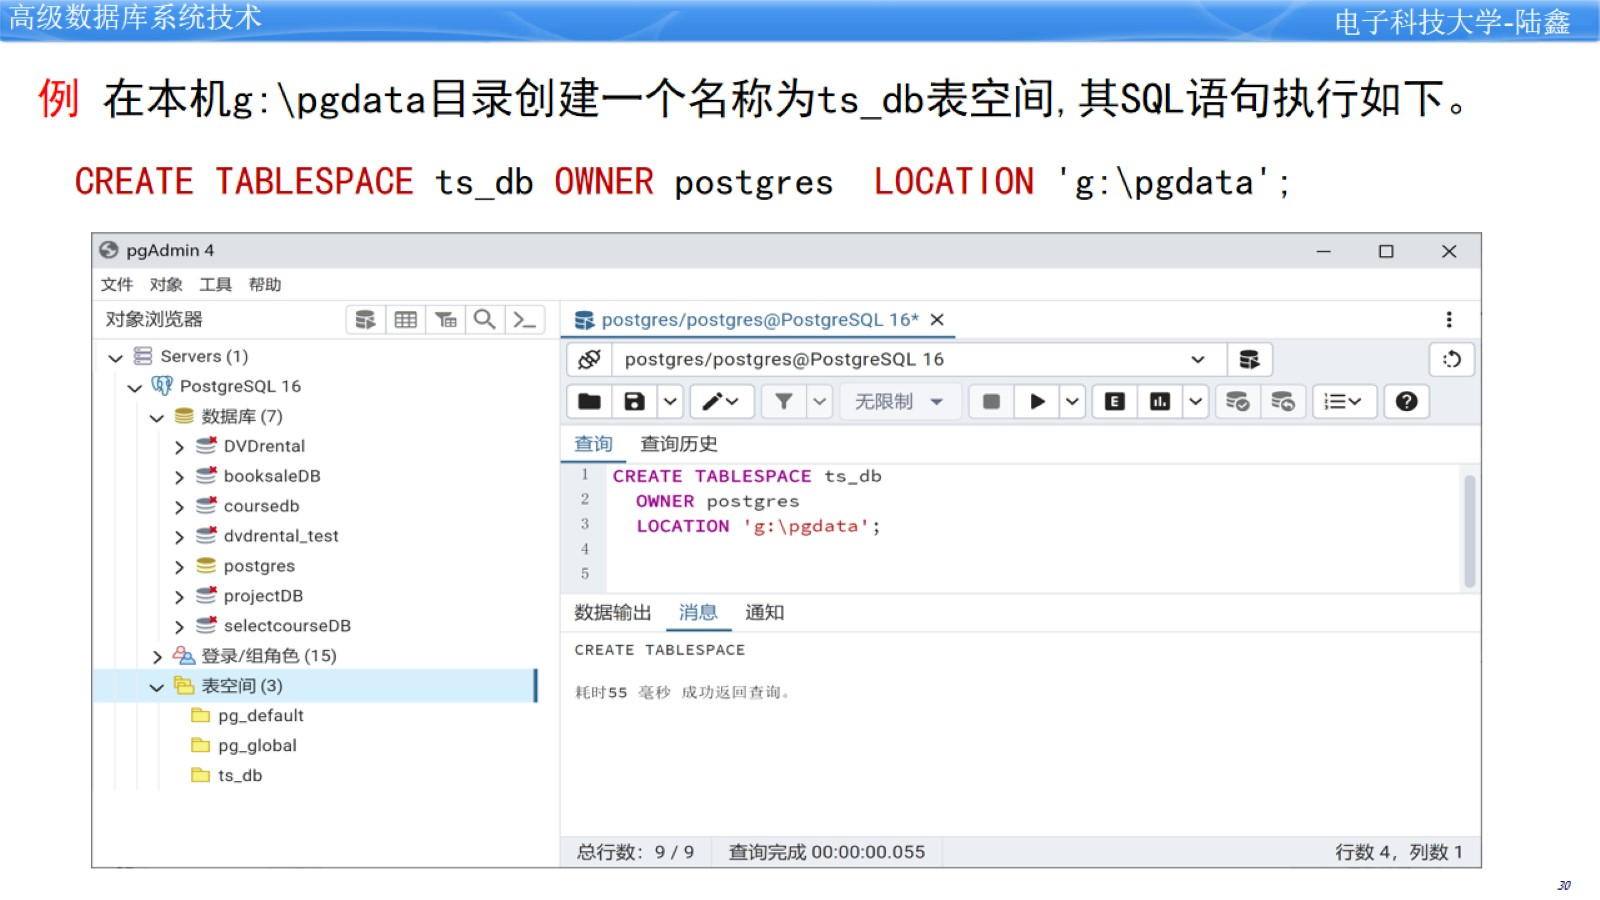 高级数据库系统技术
电子科技大学-陆鑫
例 在本机g:\pgdata目录创建一个名称为ts_db表空间,其SQL语句执行如下。
CREATE TABLESPACE ts_db OWNER postgres LOCATION 'g:\pgdata';
pgAdmin 4
文件 对象 工具 帮助
对象浏览器
Servers (1)
PostgreSQL 16
数据库 (7)
DVDrental
booksaleDB
coursedb
dvdrental_test
postgres
projectDB
selectcourseDB
登录/组角色 (15)
表空间 (3)
pg_default
pg_global
ts_db
postgres/postgres@PostgreSQL 16*
postgres/postgres@PostgreSQL 16
无限制
E
查询 查询历史
1 CREATE TABLESPACE ts_db
2 OWNER postgres
3 LOCATION 'g:\pgdata';
4
5
数据输出 消息 通知
CREATE TABLESPACE
耗时55 毫秒 成功返回查询。
总行数: 9 / 9 查询完成 00:00:00.055 行数 4, 列数 1
30